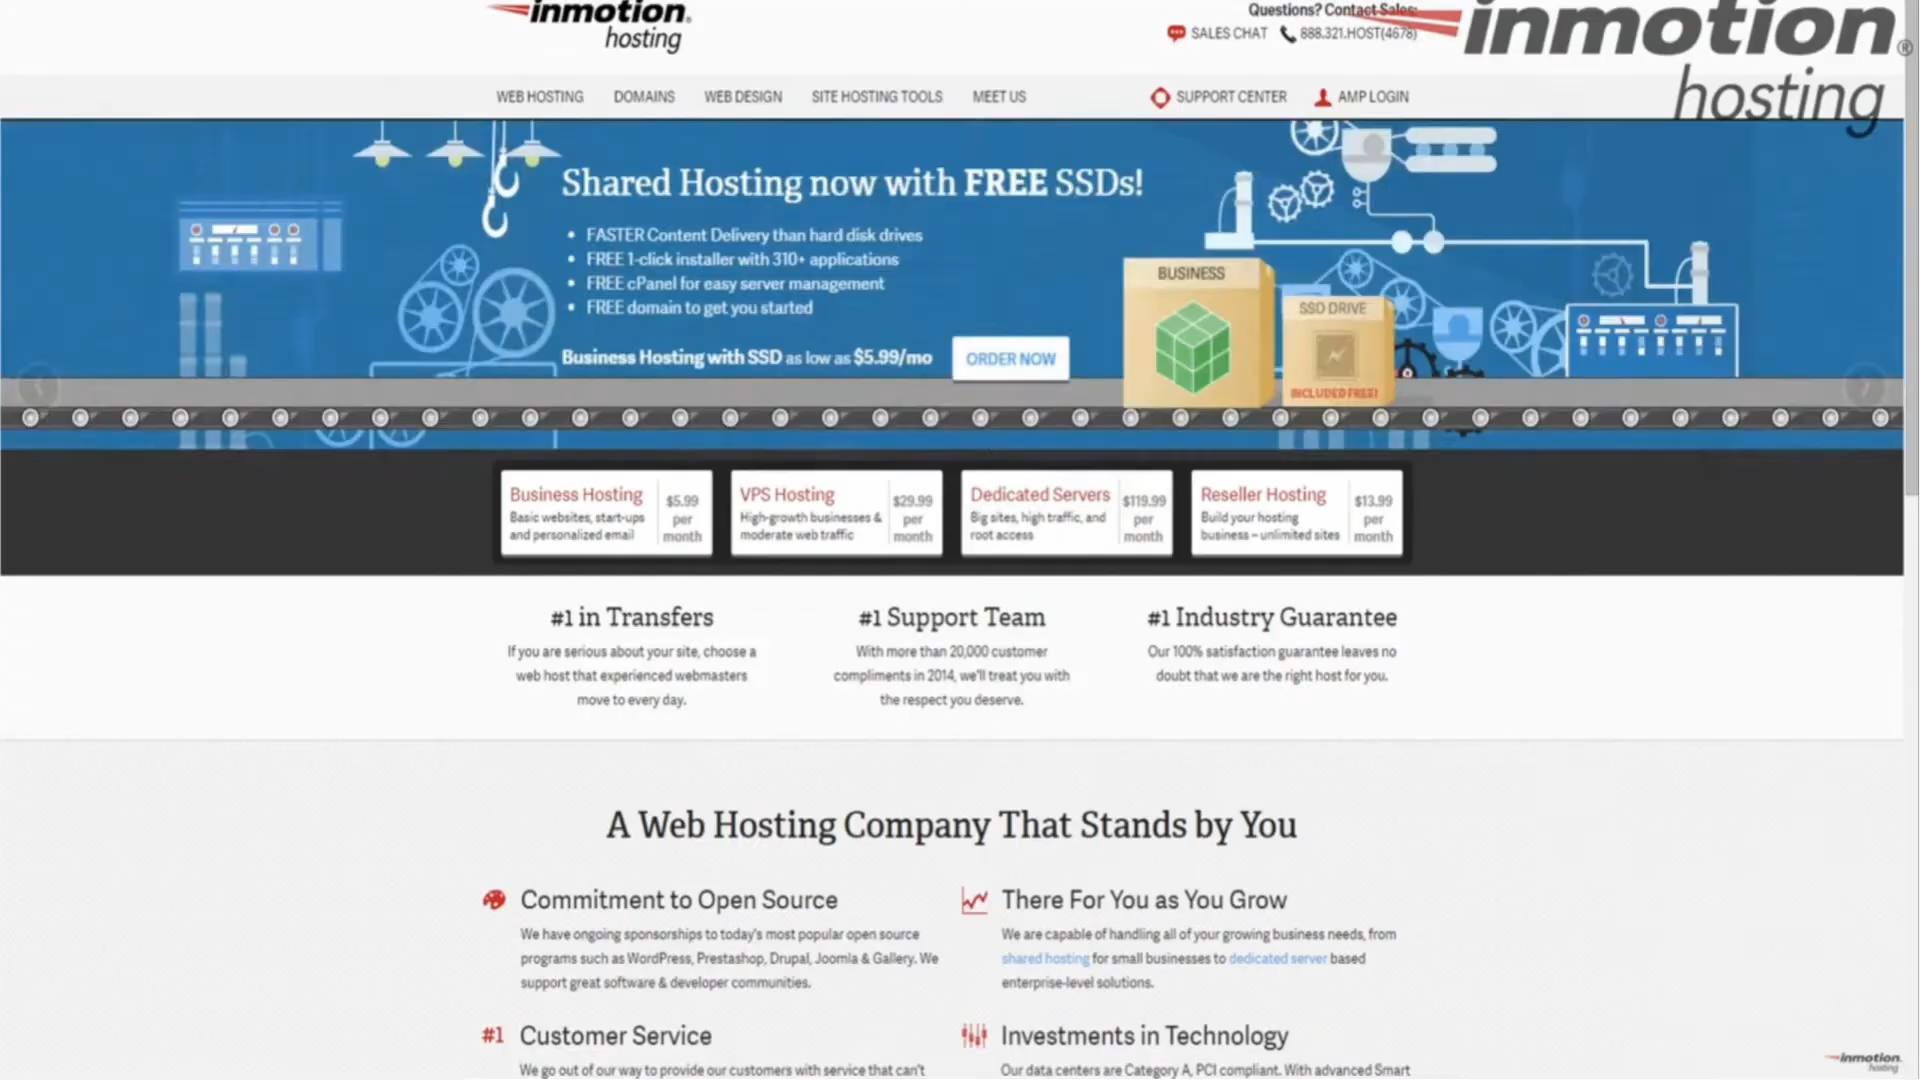 inmotion
hosting
Questions? Contact Sales:
SALES CHAT 888.321.HOST(4678)
inmotion®
hosting
WEB HOSTING DOMAINS WEB DESIGN SITE HOSTING TOOLS MEET US SUPPORT CENTER AMP LOGIN
Shared Hosting now with FREE SSDs!
• FASTER Content Delivery than hard disk drives
• FREE 1-click installer with 310+ applications
• FREE cPanel for easy server management
• FREE domain to get you started
Business Hosting with SSD as low as $5.99/mo
ORDER NOW
BUSINESS
SSD DRIVE
INCLUDED FREE!
Business Hosting
Basic websites, start-ups
and personalized email
$5.99
per
month
VPS Hosting
High-growth businesses &
moderate web traffic
$29.99
per
month
Dedicated Servers
Big sites, high traffic, and
root access
$119.99
per
month
Reseller Hosting
Build your hosting
business – unlimited sites
$13.99
per
month
#1 in Transfers
If you are serious about your site, choose a
web host that experienced webmasters
move to every day.
#1 Support Team
With more than 20,000 customer
compliments in 2014, we'll treat you with
the respect you deserve.
#1 Industry Guarantee
Our 100% satisfaction guarantee leaves no
doubt that we are the right host for you.
A Web Hosting Company That Stands by You
Commitment to Open Source
We have ongoing sponsorships to today's most popular open source
programs such as WordPress, Prestashop, Drupal, Joomla & Gallery. We
support great software & developer communities.
There For You as You Grow
We are capable of handling all of your growing business needs, from
shared hosting for small businesses to dedicated server based
enterprise-level solutions.
#1 Customer Service
We go out of our way to provide our customers with service that can't
Investments in Technology
Our data centers are Category A, PCI compliant. With advanced Smart
inmotion
hosting